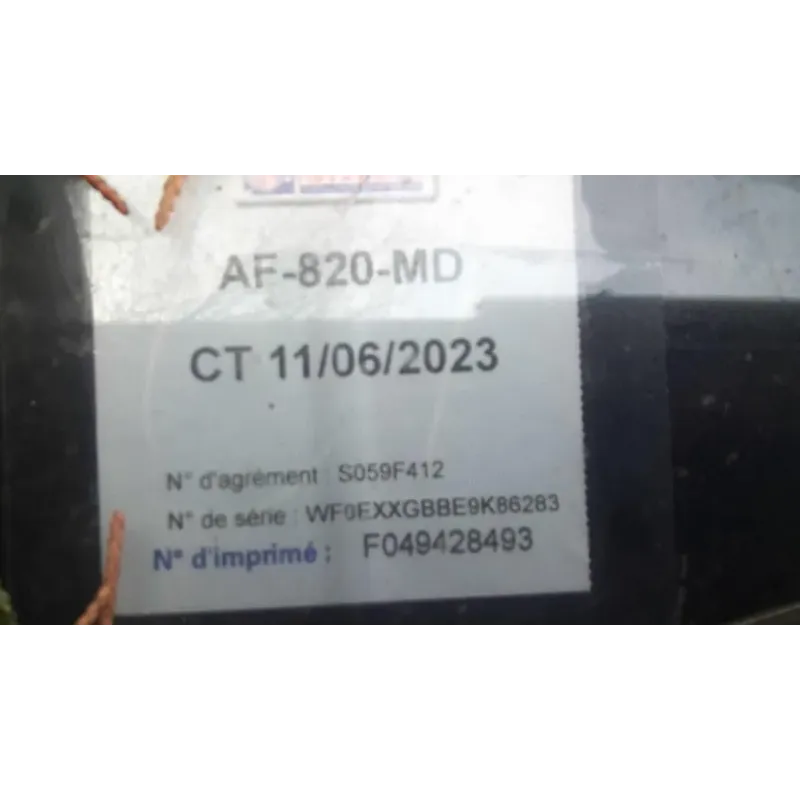 AF-820-MD
CT 11/06/2023
N° d'agrément : S059F412
N° de série : WF0EXXGBBE9K86283
N° d'imprimé : F049428493